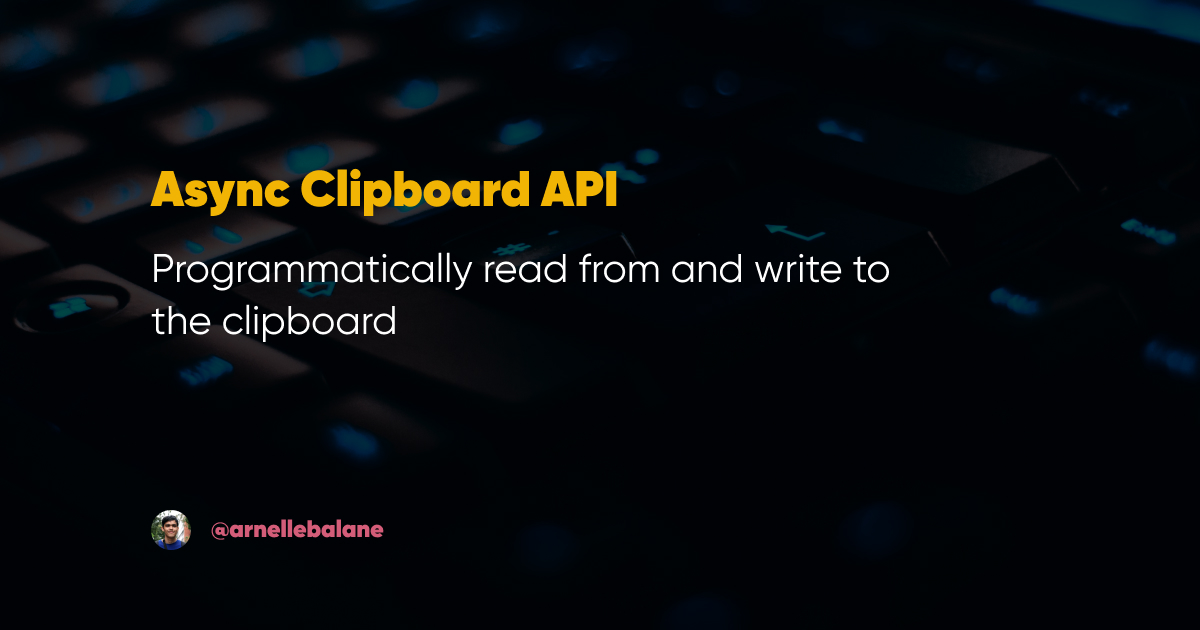 Async Clipboard API
Programmatically read from and write to
the clipboard
@arnellebalane